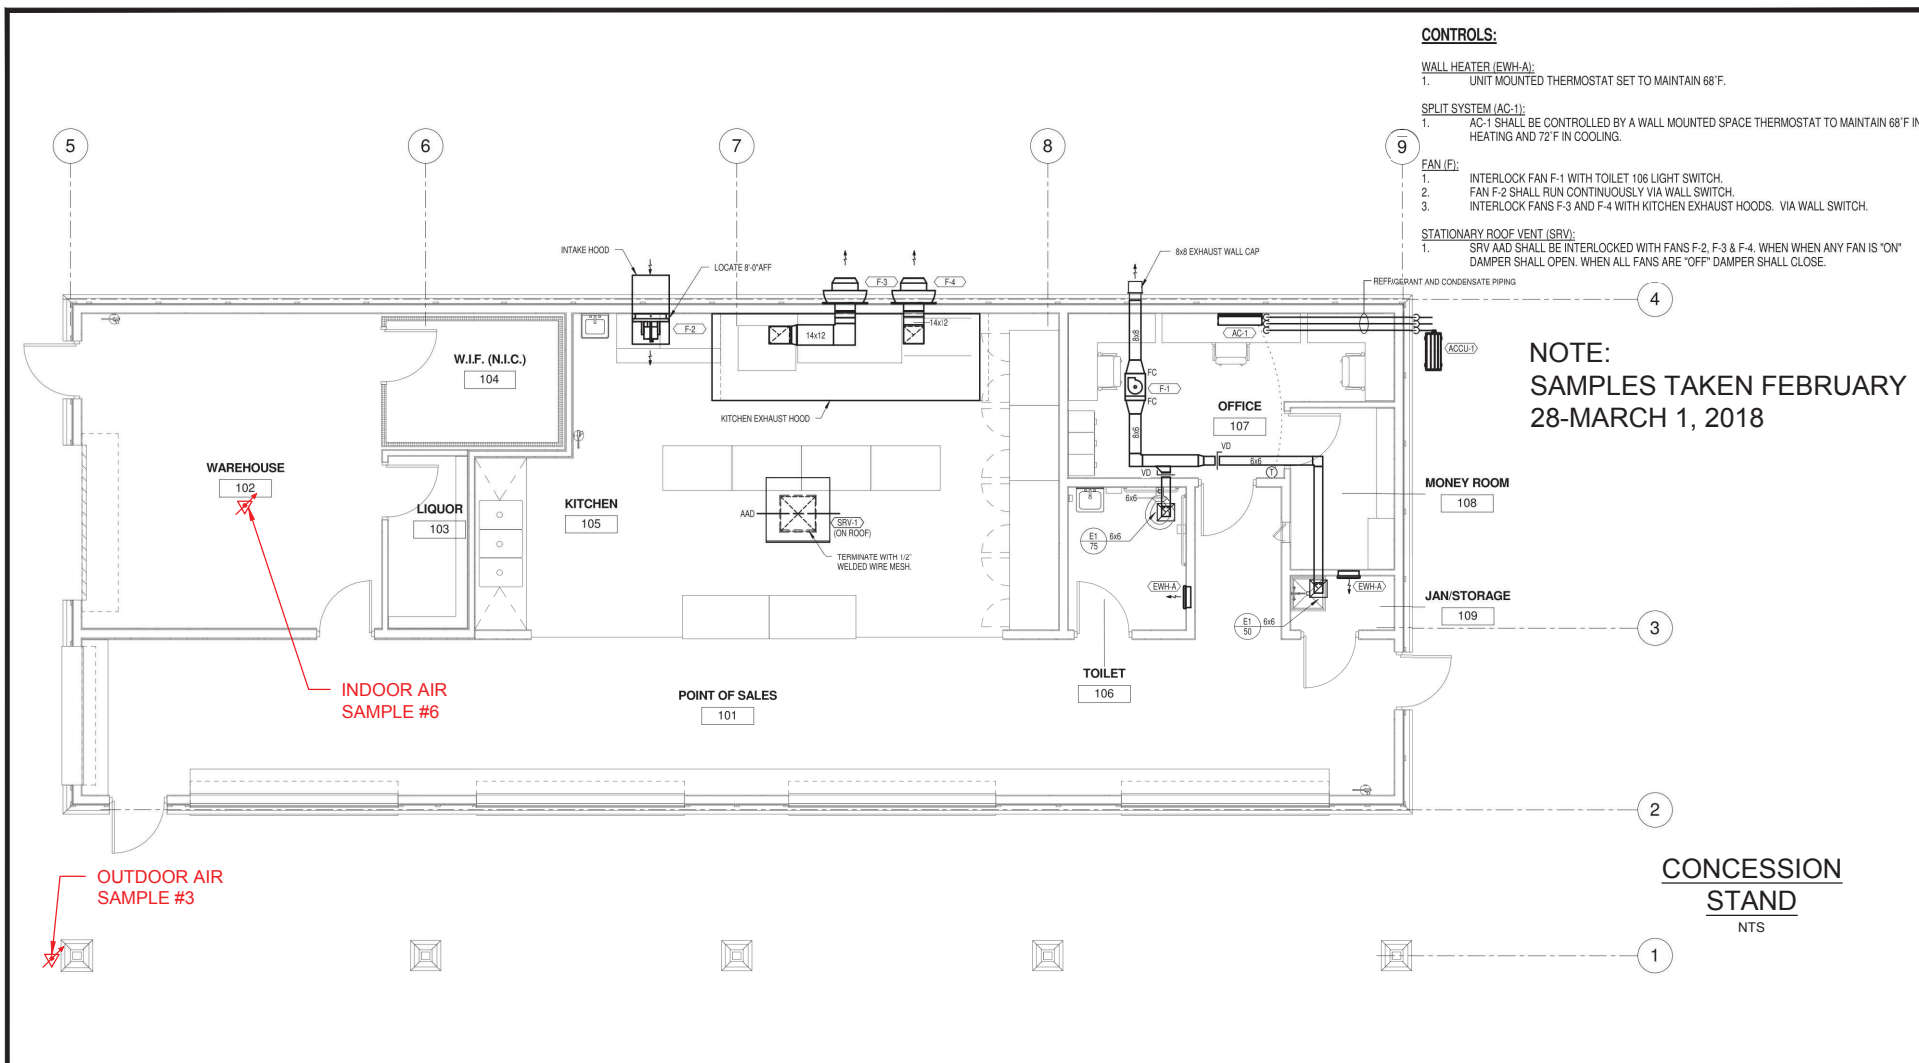 CONTROLS:
WALL HEATER (EWH-A):
1. UNIT MOUNTED THERMOSTAT SET TO MAINTAIN 68°F.
SPLIT SYSTEM (AC-1):
1. AC-1 SHALL BE CONTROLLED BY A WALL MOUNTED SPACE THERMOSTAT TO MAINTAIN 68°F IN
HEATING AND 72°F IN COOLING.
FAN (F):
1. INTERLOCK FAN F-1 WITH TOILET 106 LIGHT SWITCH.
2. FAN F-2 SHALL RUN CONTINUOUSLY VIA WALL SWITCH.
3. INTERLOCK FANS F-3 AND F-4 WITH KITCHEN EXHAUST HOODS. VIA WALL SWITCH.
STATIONARY ROOF VENT (SRV):
1. SRV AAD SHALL BE INTERLOCKED WITH FANS F-2, F-3 & F-4. WHEN WHEN ANY FAN IS "ON"
DAMPER SHALL OPEN. WHEN ALL FANS ARE "OFF" DAMPER SHALL CLOSE.
5
6
7
8
9
INTAKE HOOD
LOCATE 8'-0"AFF
F-3
F-4
8x8 EXHAUST WALL CAP
REFRIGERANT AND CONDENSATE PIPING
4
F-2
14x12
14x12
8x8
AC-1
ACCU-1
NOTE:
SAMPLES TAKEN FEBRUARY
28-MARCH 1, 2018
W.I.F. (N.I.C.)
104
FC
F-1
FC
KITCHEN EXHAUST HOOD
OFFICE
107
8x6
VD
6x6
VD
T
WAREHOUSE
102
LIQUOR
103
KITCHEN
105
AAD
SRV-1
(ON ROOF)
TERMINATE WITH 1/2"
WELDED WIRE MESH.
6x6
E1
75
6x6
MONEY ROOM
108
EWH-A
EWH-A
JAN/STORAGE
109
E1
50
6x6
3
INDOOR AIR
SAMPLE #6
POINT OF SALES
101
TOILET
106
2
OUTDOOR AIR
SAMPLE #3
CONCESSION
STAND
NTS
1